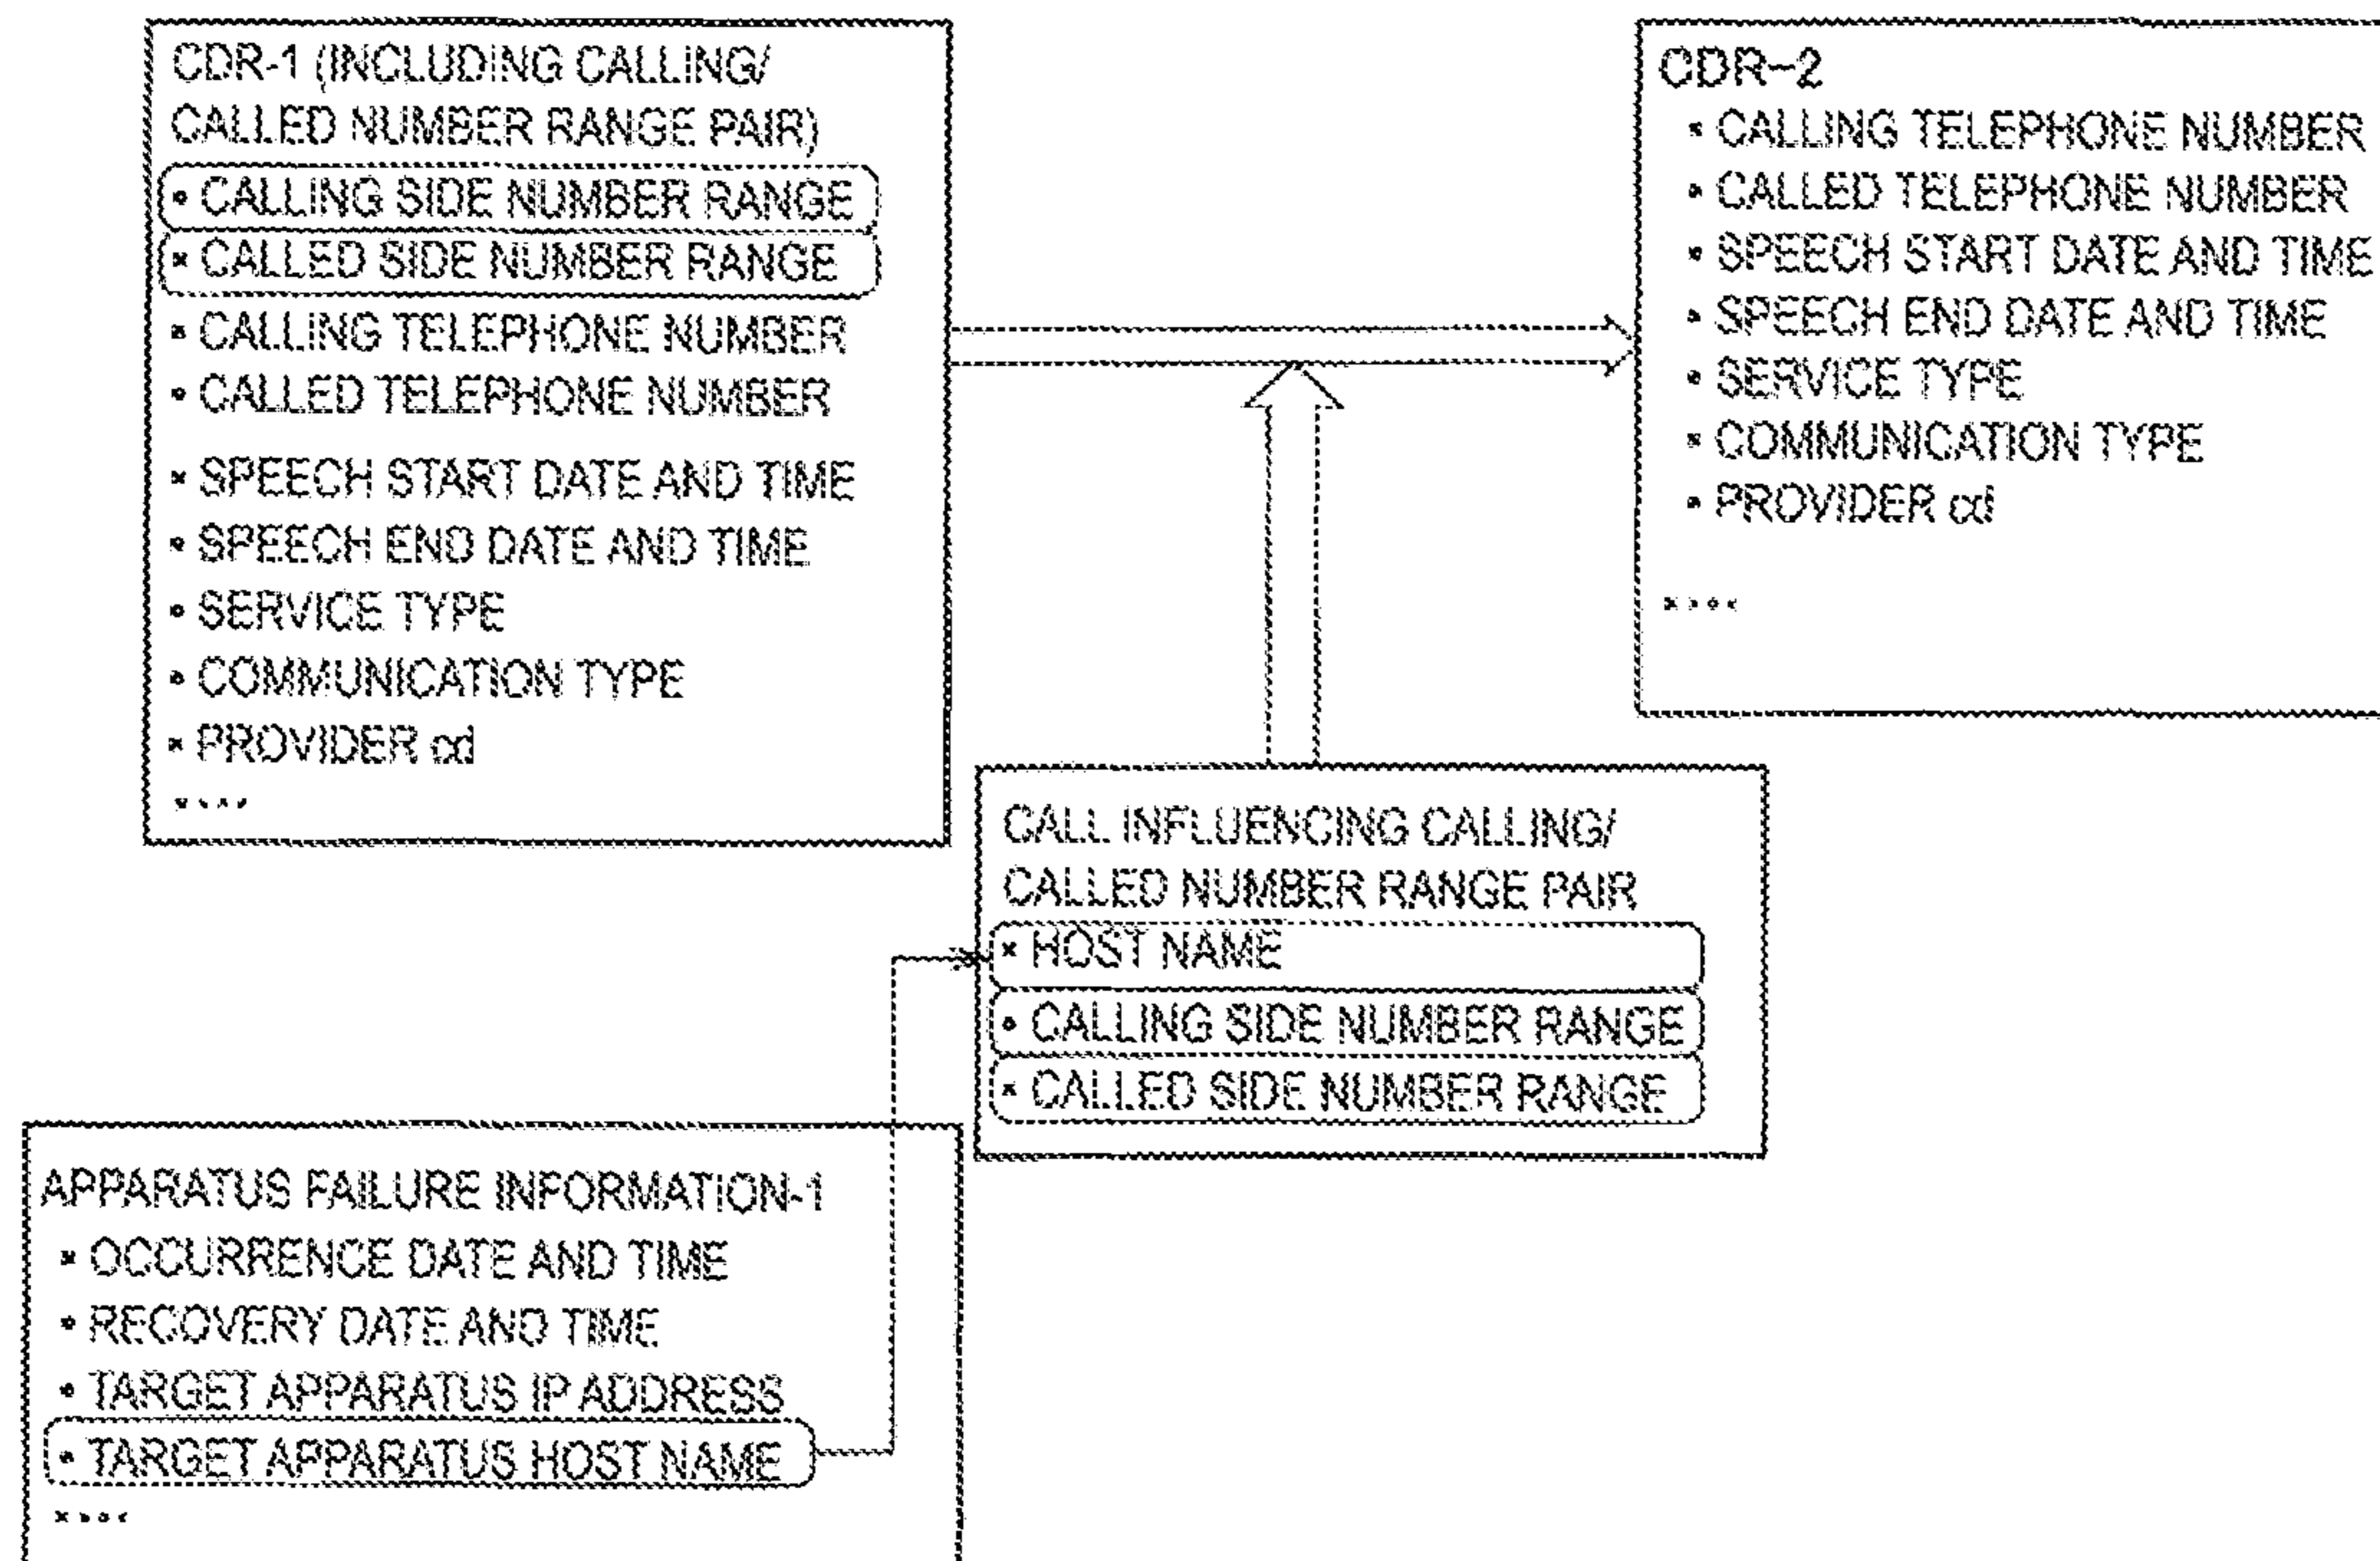 CDR-1 (INCLUDING CALLING/
CALLED NUMBER RANGE PAIR)
• CALLING SIDE NUMBER RANGE
• CALLED SIDE NUMBER RANGE
• CALLING TELEPHONE NUMBER
• CALLED TELEPHONE NUMBER
• SPEECH START DATE AND TIME
• SPEECH END DATE AND TIME
• SERVICE TYPE
• COMMUNICATION TYPE
• PROVIDER cd
••••
CDR-2
• CALLING TELEPHONE NUMBER
• CALLED TELEPHONE NUMBER
• SPEECH START DATE AND TIME
• SPEECH END DATE AND TIME
• SERVICE TYPE
• COMMUNICATION TYPE
• PROVIDER cd
••••
CALL INFLUENCING CALLING/
CALLED NUMBER RANGE PAIR
• HOST NAME
• CALLING SIDE NUMBER RANGE
• CALLED SIDE NUMBER RANGE
APPARATUS FAILURE INFORMATION-1
• OCCURRENCE DATE AND TIME
• RECOVERY DATE AND TIME
• TARGET APPARATUS IP ADDRESS
• TARGET APPARATUS HOST NAME
••••